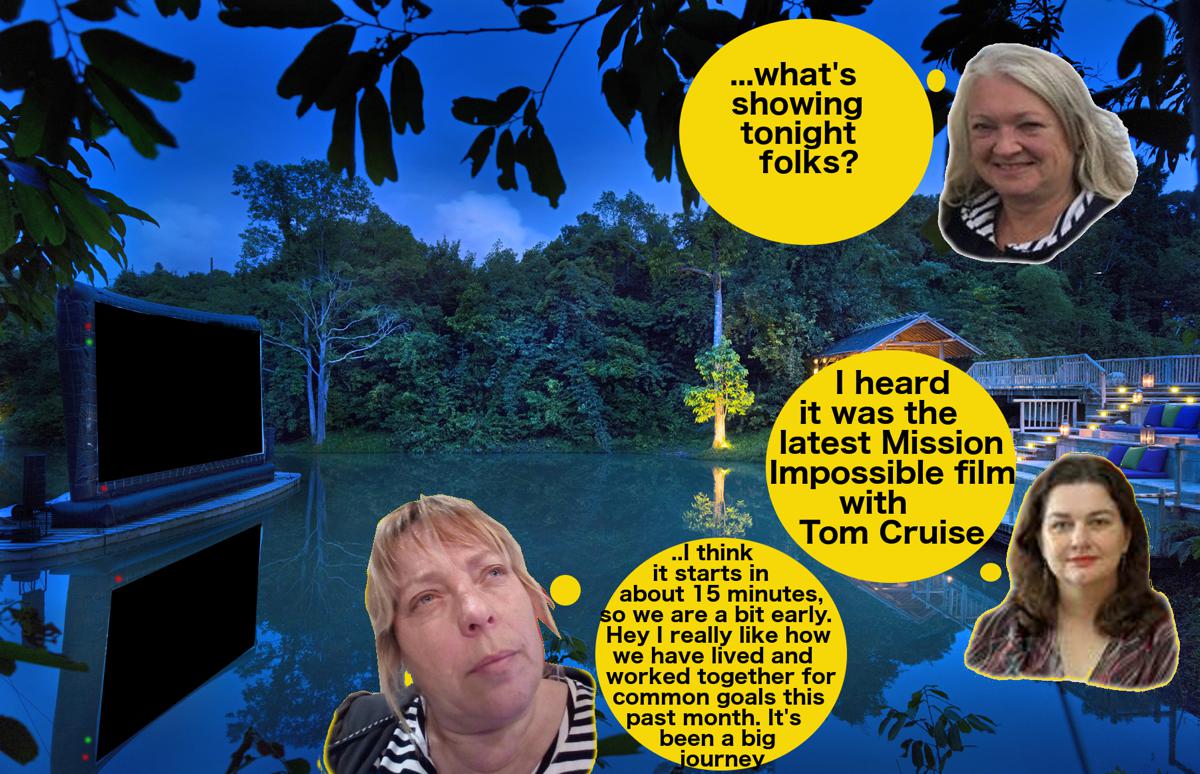 ...what's
showing
tonight
folks?
I heard
it was the
latest Mission
Impossible film
with
Tom Cruise
..I think
it starts in
about 15 minutes,
so we are a bit early.
Hey I really like how
we have lived and
worked together for
common goals this
past month. It's
been a big
journey